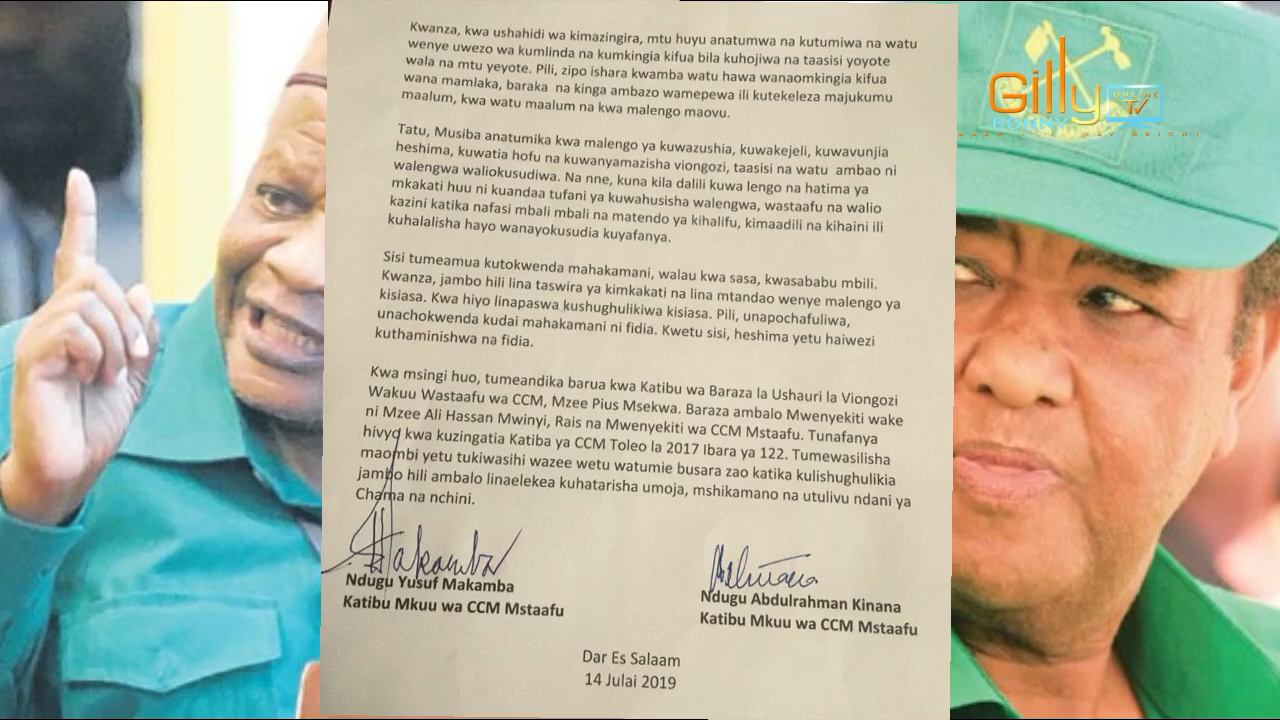 Kwanza, kwa ushahidi wa kimazingira, mtu huyu anatumwa na kutumiwa na watu
wenye uwezo wa kumlinda na kumkingia kifua bila kuhojiwa na taasisi yoyote
wala na mtu yeyote. Pili, zipo ishara kwamba watu hawa wanaomkingia kifua
wana mamlaka, baraka na kinga ambazo wamepewa ili kutekeleza majukumu
maalum, kwa watu maalum na kwa malengo maovu.
Tatu, Musiba anatumika kwa malengo ya kuwazushia, kuwakejeli, kuwavunjia
heshima, kuwatia hofu na kuwanyamazisha viongozi, taasisi na watu ambao ni
walengwa waliokusudiwa. Na nne, kuna kila dalili kuwa lengo na hatima ya
mkakati huu ni kuandaa tufani ya kuwahusisha walengwa, wastaafu na walio
kazini katika nafasi mbali mbali na matendo ya kihalifu, kimaadili na kihaini ili
kuhalalisha hayo wanayokusudia kuyafanya.
Sisi tumeamua kutokwenda mahakamani, walau kwa sasa, kwasababu mbili.
Kwanza, jambo hili lina taswira ya kimkakati na lina mtandao wenye malengo ya
kisiasa. Kwa hiyo linapaswa kushughulikiwa kisiasa. Pili, unapochafuliwa,
unachokwenda kudai mahakamani ni fidia. Kwetu sisi, heshima yetu haiwezi
kuthaminishwa na fidia.
Kwa msingi huo, tumeandika barua kwa Katibu wa Baraza la Ushauri la Viongozi
Wakuu Wastaafu wa CCM, Mzee Pius Msekwa. Baraza ambalo Mwenyekiti wake
ni Mzee Ali Hassan Mwinyi, Rais na Mwenyekiti wa CCM Mstaafu. Tunafanya
hivyo kwa kuzingatia Katiba ya CCM Toleo la 2017 Ibara ya 122. Tumewasilisha
maombi yetu tukiwasihi wazee wetu watumie busara zao katika kulishughulikia
jambo hili ambalo linaelekea kuhatarisha umoja, mshikamano na utulivu ndani ya
Chama na nchini.
Makamba
Ndugu Yusuf Makamba
Katibu Mkuu wa CCM Mstaafu
Ndugu Abdulrahman Kinana
Katibu Mkuu wa CCM Mstaafu
Dar Es Salaam
14 Julai 2019
Gilly
ONLINE
TV